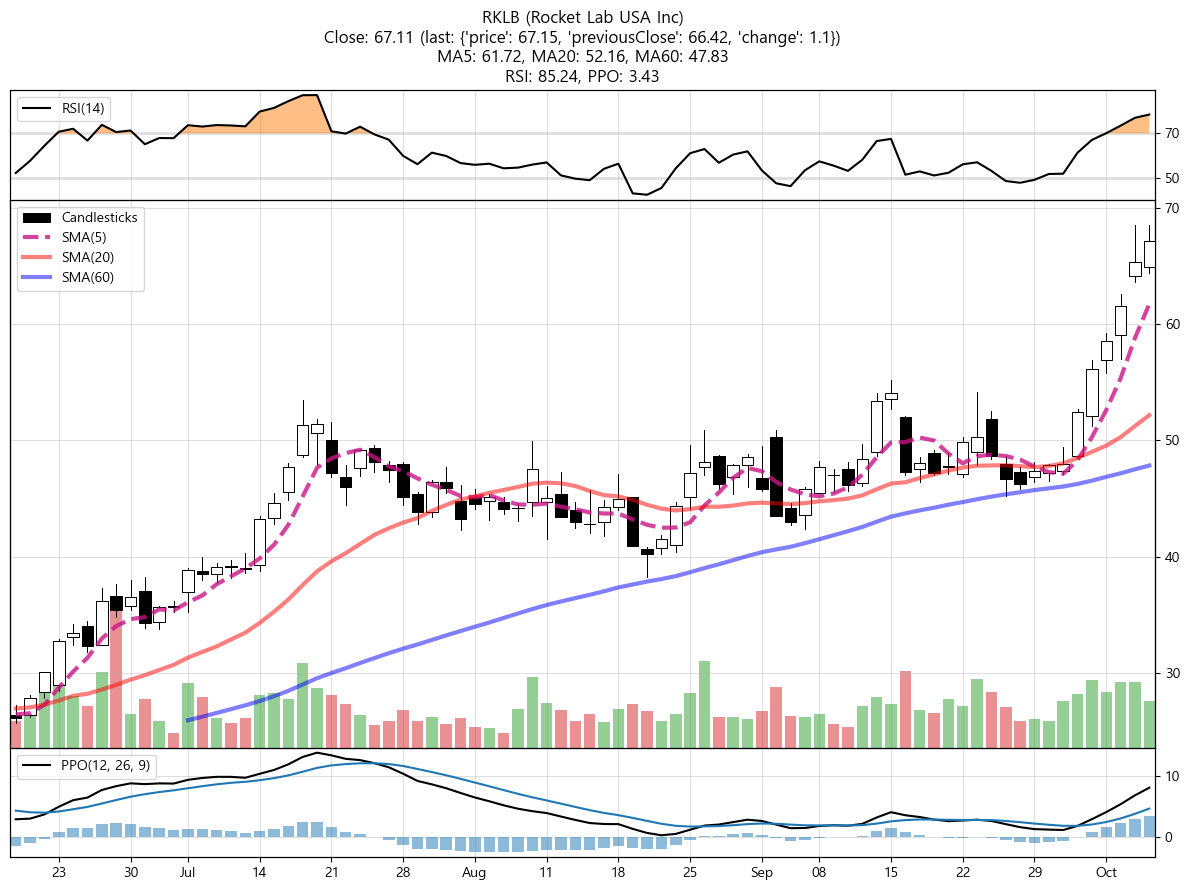 RKLB (Rocket Lab USA Inc)
Close: 67.11 (last: {'price': 67.15, 'previousClose': 66.42, 'change': 1.1})
MA5: 61.72, MA20: 52.16, MA60: 47.83
RSI: 85.24, PPO: 3.43
RSI(14)
70
50
Candlesticks
SMA(5)
SMA(20)
SMA(60)
70
60
50
40
30
PPO(12, 26, 9)
10
0
23 30 Jul 14 21 28 Aug 11 18 25 Sep 08 15 22 29 Oct